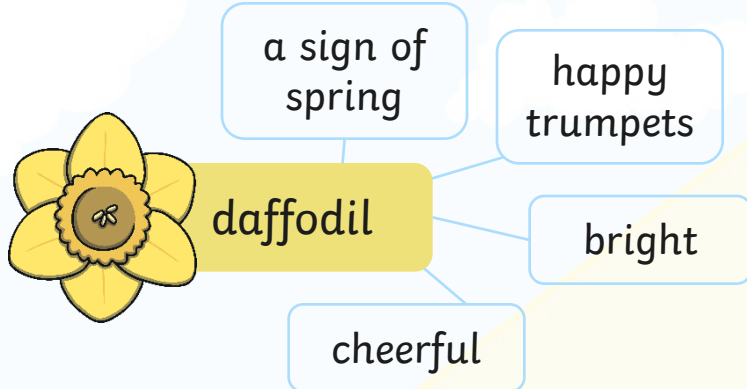 a sign of
spring
happy
trumpets
daffodil
bright
cheerful